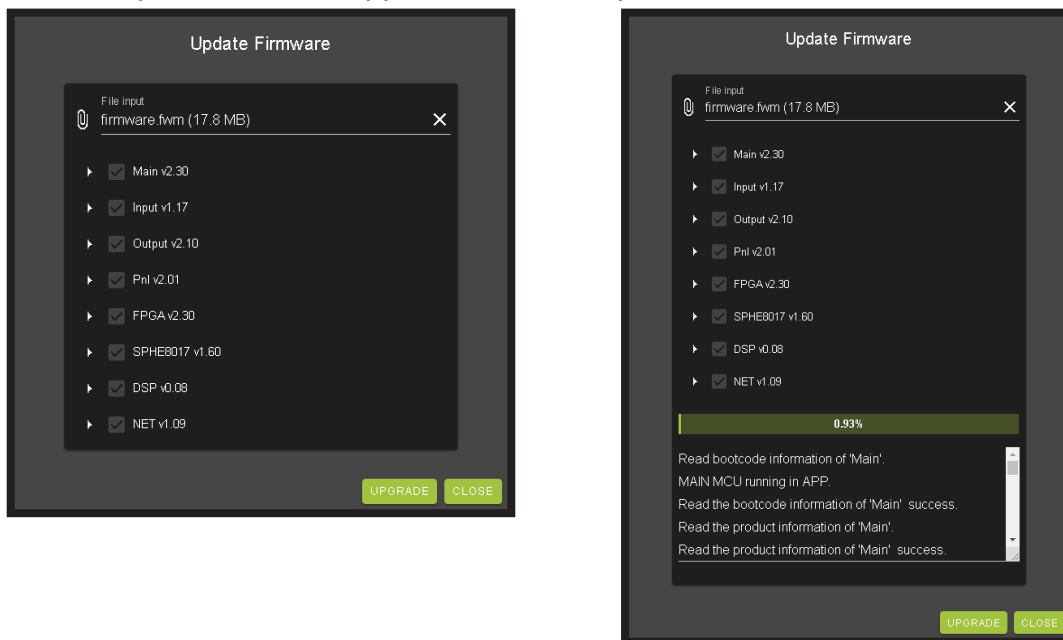 Update Firmware
File input
firmware.fwm (17.8 MB)
Main v2.30
Input v1.17
Output v2.10
Pnl v2.01
FPGA v2.30
SPHE8017 v1.60
DSP v0.08
NET v1.09
UPGRADE CLOSE
Update Firmware
File input
firmware.fwm (17.8 MB)
Main v2.30
Input v1.17
Output v2.10
Pnl v2.01
FPGA v2.30
SPHE8017 v1.60
DSP v0.08
NET v1.09
0.93%
Read bootcode information of 'Main'.
MAIN MCU running in APP.
Read the bootcode information of 'Main' success.
Read the product information of 'Main'.
Read the product information of 'Main' success.
UPGRADE CLOSE